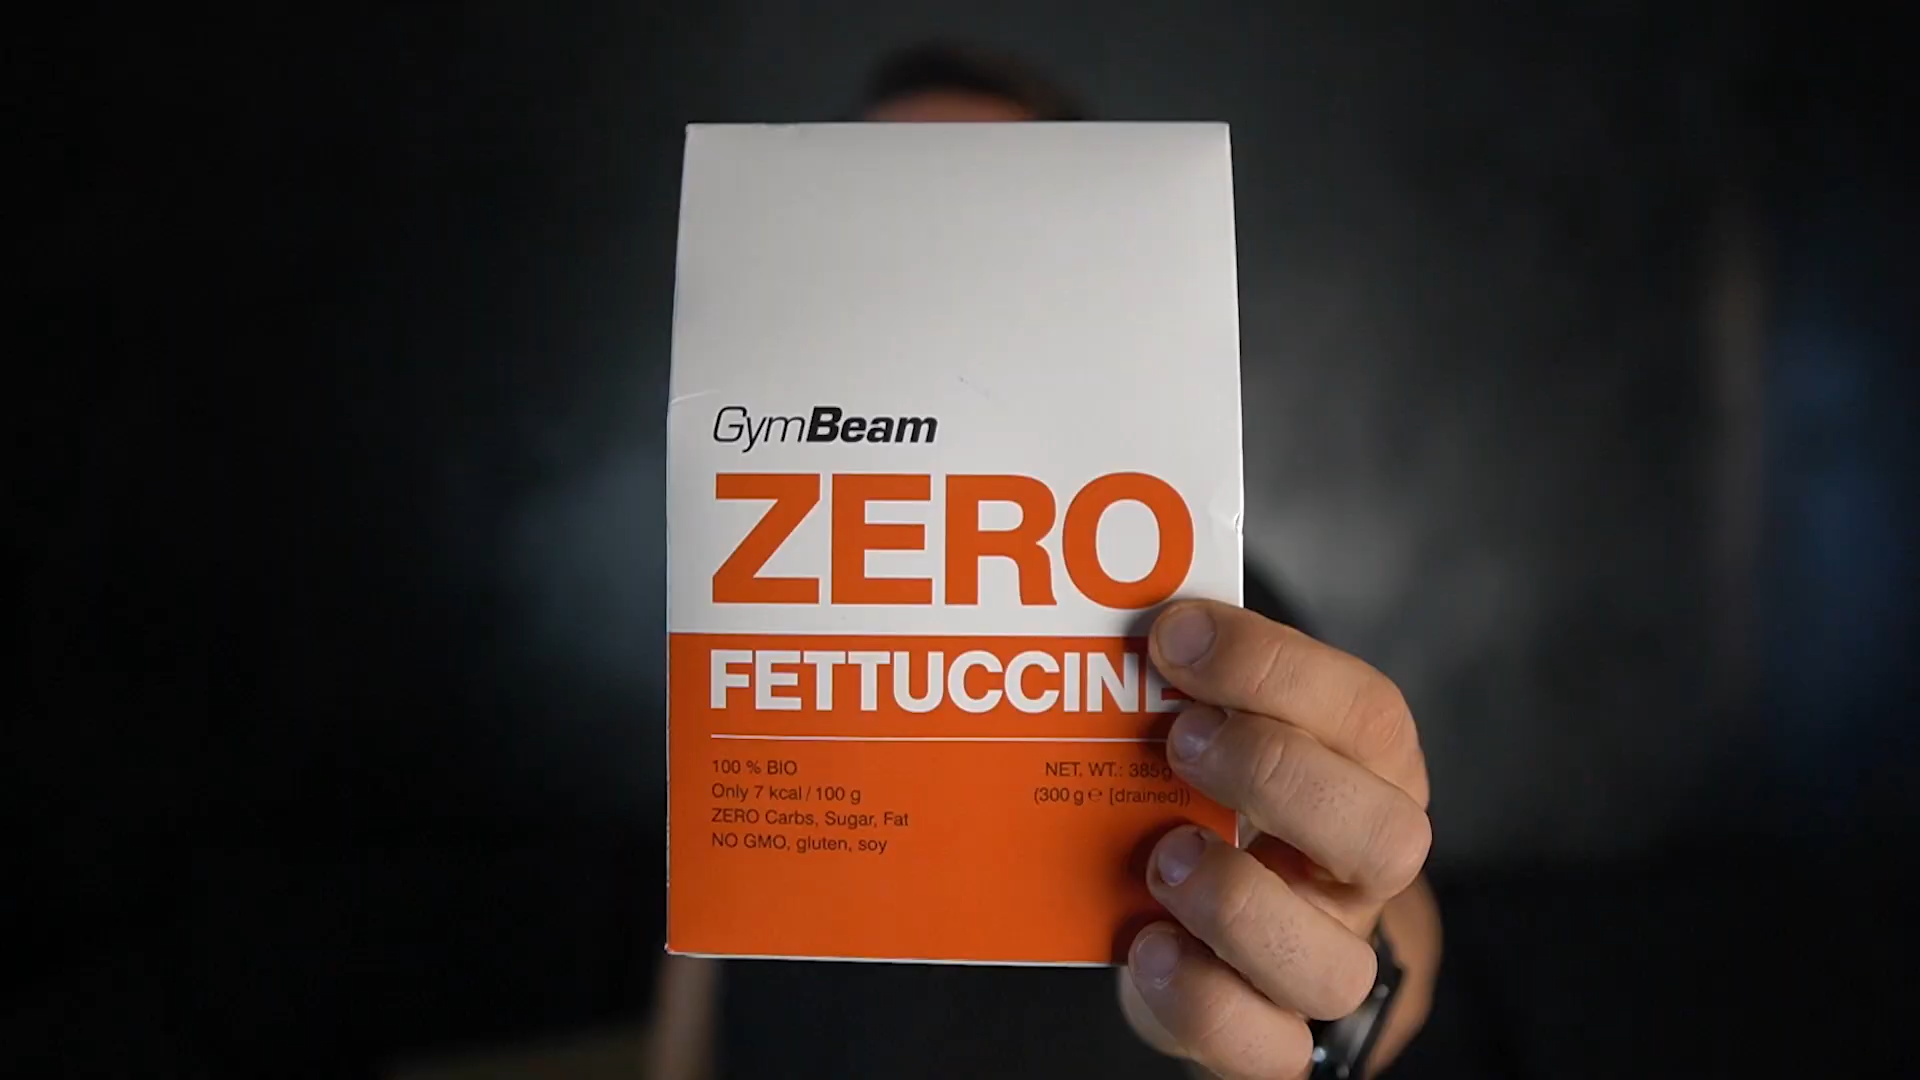 GymBeam
ZERO
FETTUCCINE
100 % BIO
Only 7 kcal / 100 g
ZERO Carbs, Sugar, Fat
NO GMO, gluten, soy
NET. WT.: 385g
(300 g ℮ [drained])